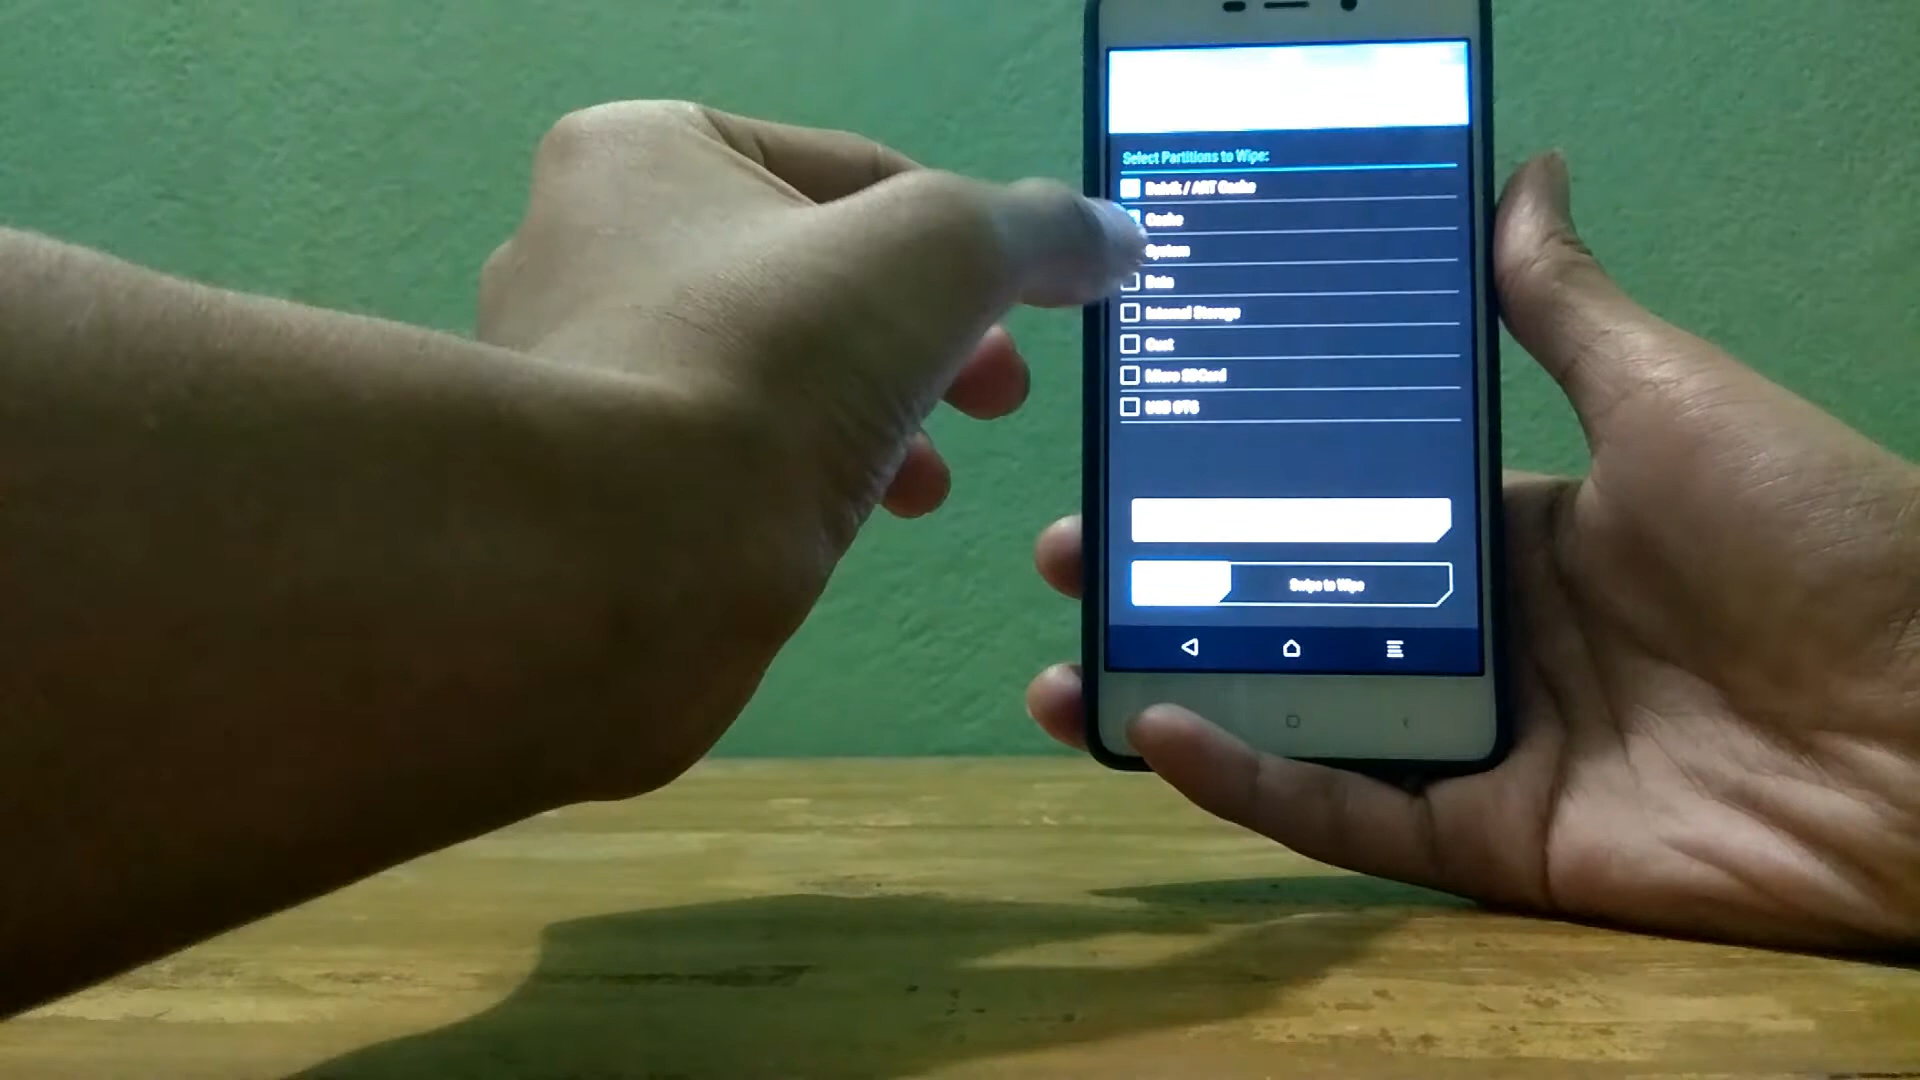 Select Partitions to Wipe:
Dalvik / ART Cache
Cache
System
Data
Internal Storage
Cust
Micro SDCard
USB OTG
Swipe to Wipe